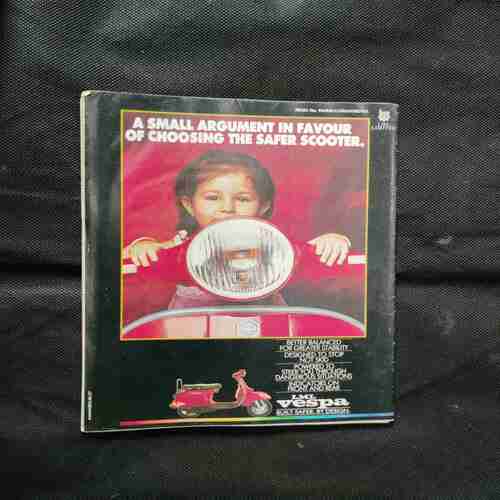 A SMALL ARGUMENT IN FAVOUR
OF CHOOSING THE SAFER SCOOTER.
BETTER BALANCED
FOR GREATER STABILITY.
DESIGNED TO STOP
NOT SKID
POWERED TO
STEER YOU THROUGH
DANGEROUS SITUATIONS
INDICATORS ON
FRONT AND REAR
LML
Vespa
BUILT SAFER. BY DESIGN.